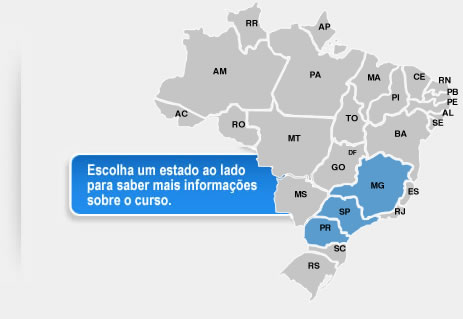 RR
AP
AM
PA
MA
CE
RN
PB
PE
AL
SE
PI
AC
TO
RO
BA
MT
DF
GO
Escolha um estado ao lado
para saber mais informações
sobre o curso.
MG
ES
MS
SP
RJ
PR
SC
RS